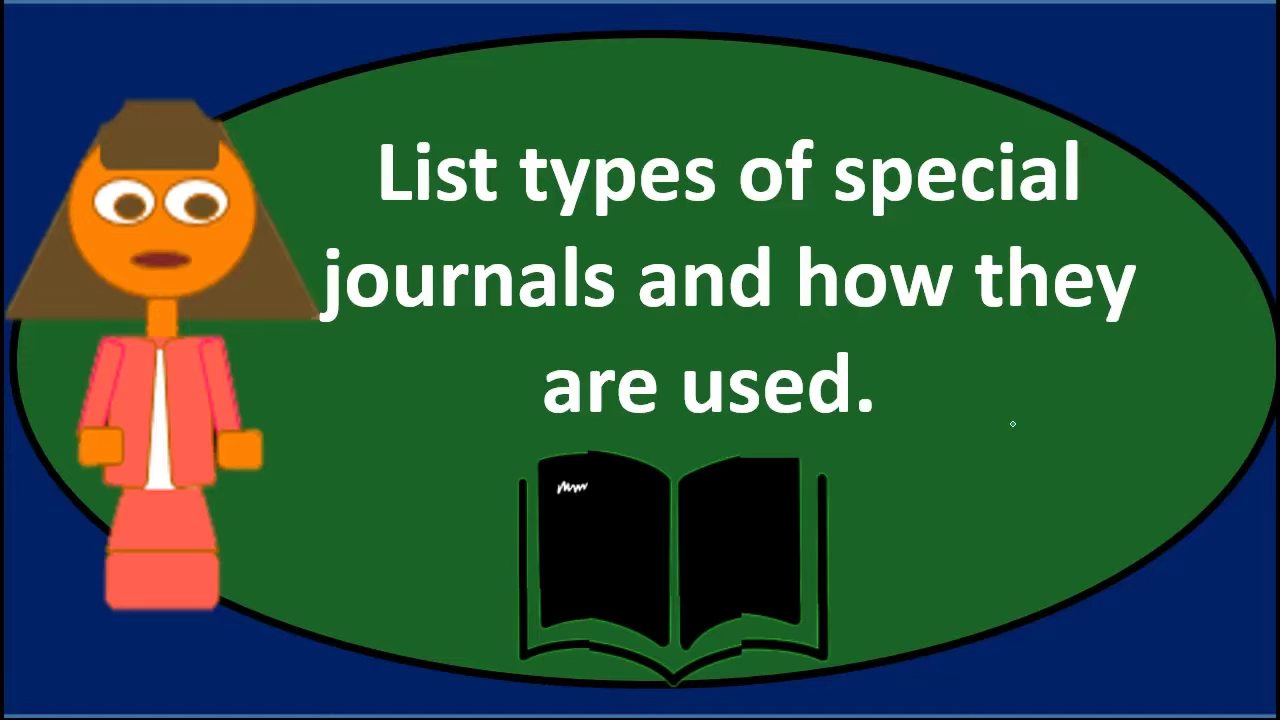 List types of special
journals and how they
are used.